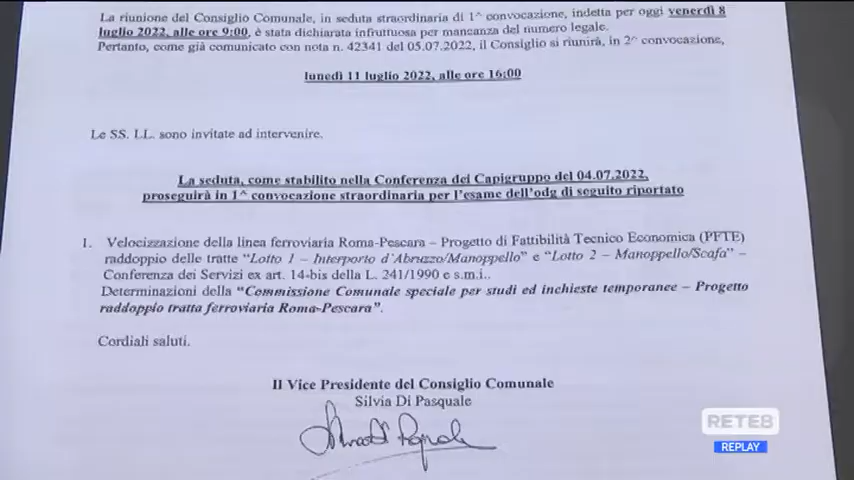 La riunione del Consiglio Comunale, in seduta straordinaria di 1^ convocazione, indetta per oggi venerdì 8
luglio 2022, alle ore 9:00, è stata dichiarata infruttuosa per mancanza del numero legale.
Pertanto, come già comunicato con nota n. 42341 del 05.07.2022, il Consiglio si riunirà, in 2^ convocazione,
lunedì 11 luglio 2022, alle ore 16:00
Le SS. LL. sono invitate ad intervenire.
La seduta, come stabilito nella Conferenza dei Capigruppo del 04.07.2022,
proseguirà in 1^ convocazione straordinaria per l'esame dell'odg di seguito riportato
1. Velocizzazione della linea ferroviaria Roma-Pescara – Progetto di Fattibilità Tecnico Economica (PFTE)
raddoppio delle tratte "Lotto 1 – Interporto d'Abruzzo/Manoppello" e "Lotto 2 – Manoppello/Scafa" –
Conferenza dei Servizi ex art. 14-bis della L. 241/1990 e s.m.i..
Determinazioni della "Commissione Comunale speciale per studi ed inchieste temporanee – Progetto
raddoppio tratta ferroviaria Roma-Pescara".
Cordiali saluti.
Il Vice Presidente del Consiglio Comunale
Silvia Di Pasquale
RETE8
REPLAY